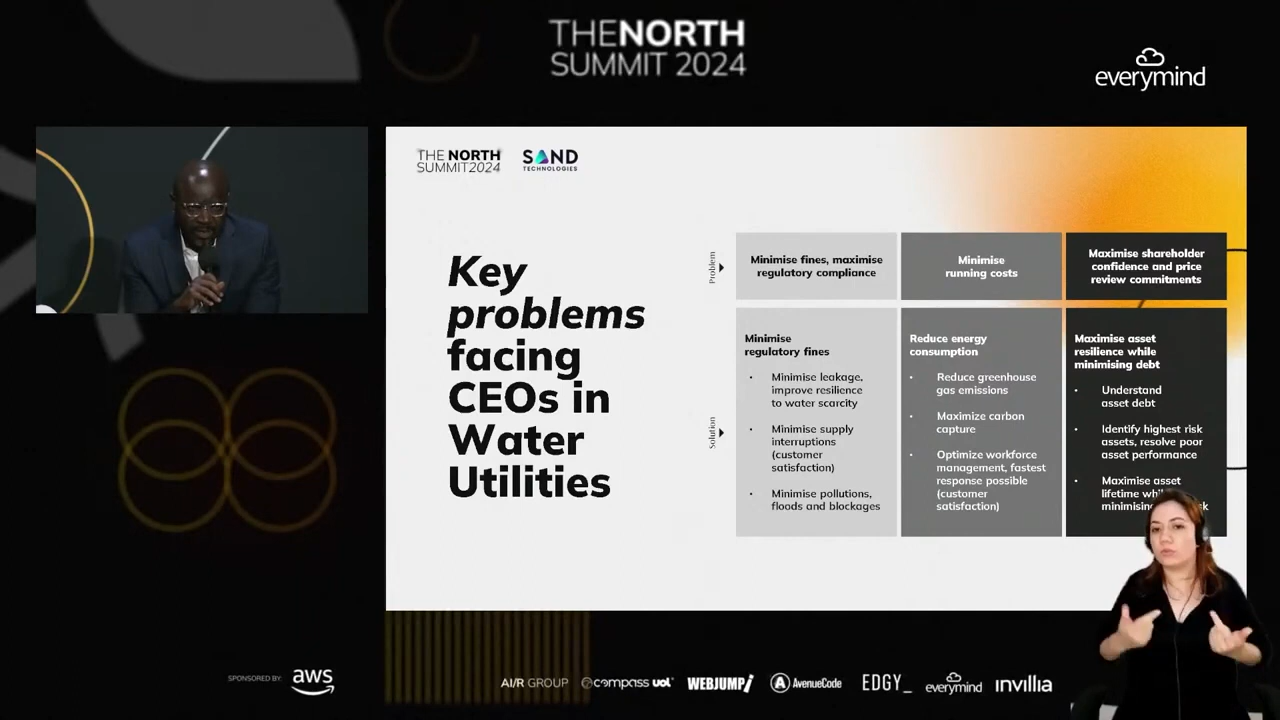 THE NORTH
SUMMIT 2024
everymind
THE NORTH
SUMMIT2024
SAND
TECHNOLOGIES
Key
problems
facing
CEOs in
Water
Utilities
Problem
Minimise fines, maximise
regulatory compliance
Minimise
running costs
Maximise shareholder
confidence and price
review commitments
Solution
Minimise
regulatory fines
• Minimise leakage,
improve resilience
to water scarcity
• Minimise supply
interruptions
(customer
satisfaction)
• Minimise pollutions,
floods and blockages
Reduce energy
consumption
• Reduce greenhouse
gas emissions
• Maximize carbon
capture
• Optimize workforce
management, fastest
response possible
(customer
satisfaction)
Maximise asset
resilience while
minimising debt
• Understand
asset debt
• Identify highest risk
assets, resolve poor
asset performance
• Maximise asset
lifetime
SPONSORED BY:
aws
AI/R GROUP
compass uol
WEBJUMP
AvenueCode
EDGY_
everymind
invillia